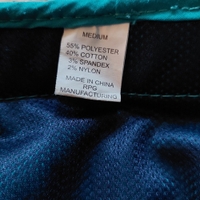 MEDIUM
55% POLYESTER
40% COTTON
3% SPANDEX
2% NYLON
MADE IN CHINA
RPG
MANUFACTURING